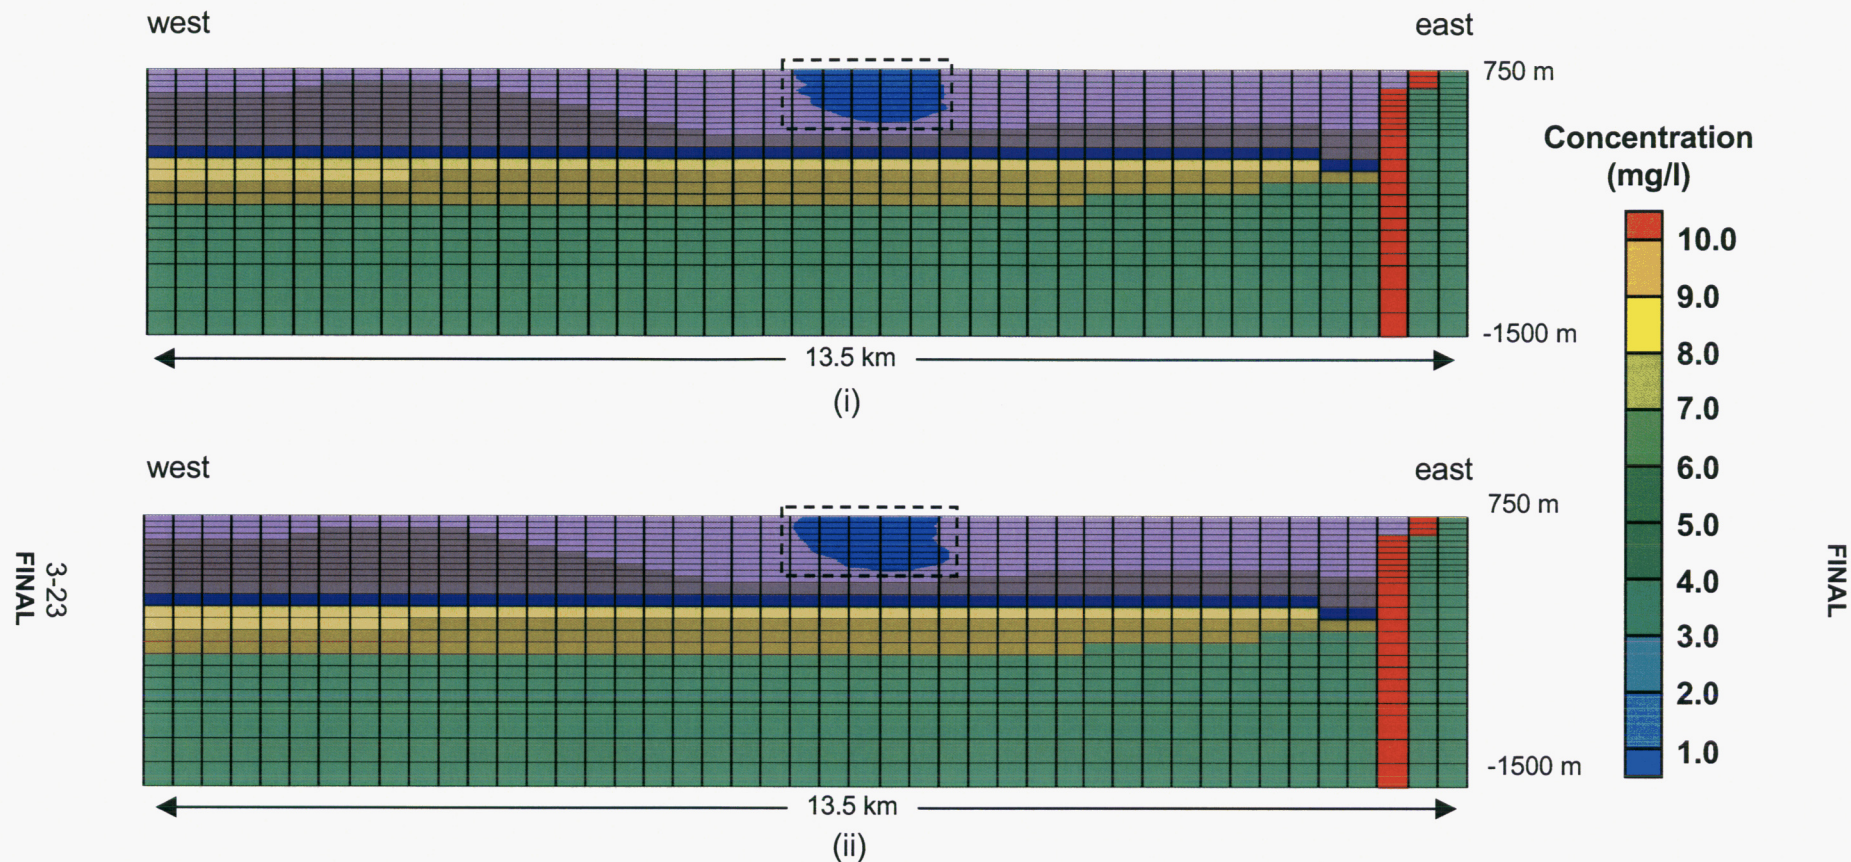 west
east
750 m
-1500 m
13.5 km
(i)
west
east
750 m
-1500 m
13.5 km
(ii)
Concentration
(mg/l)
10.0
9.0
8.0
7.0
6.0
5.0
4.0
3.0
2.0
1.0
3-23
FINAL
FINAL